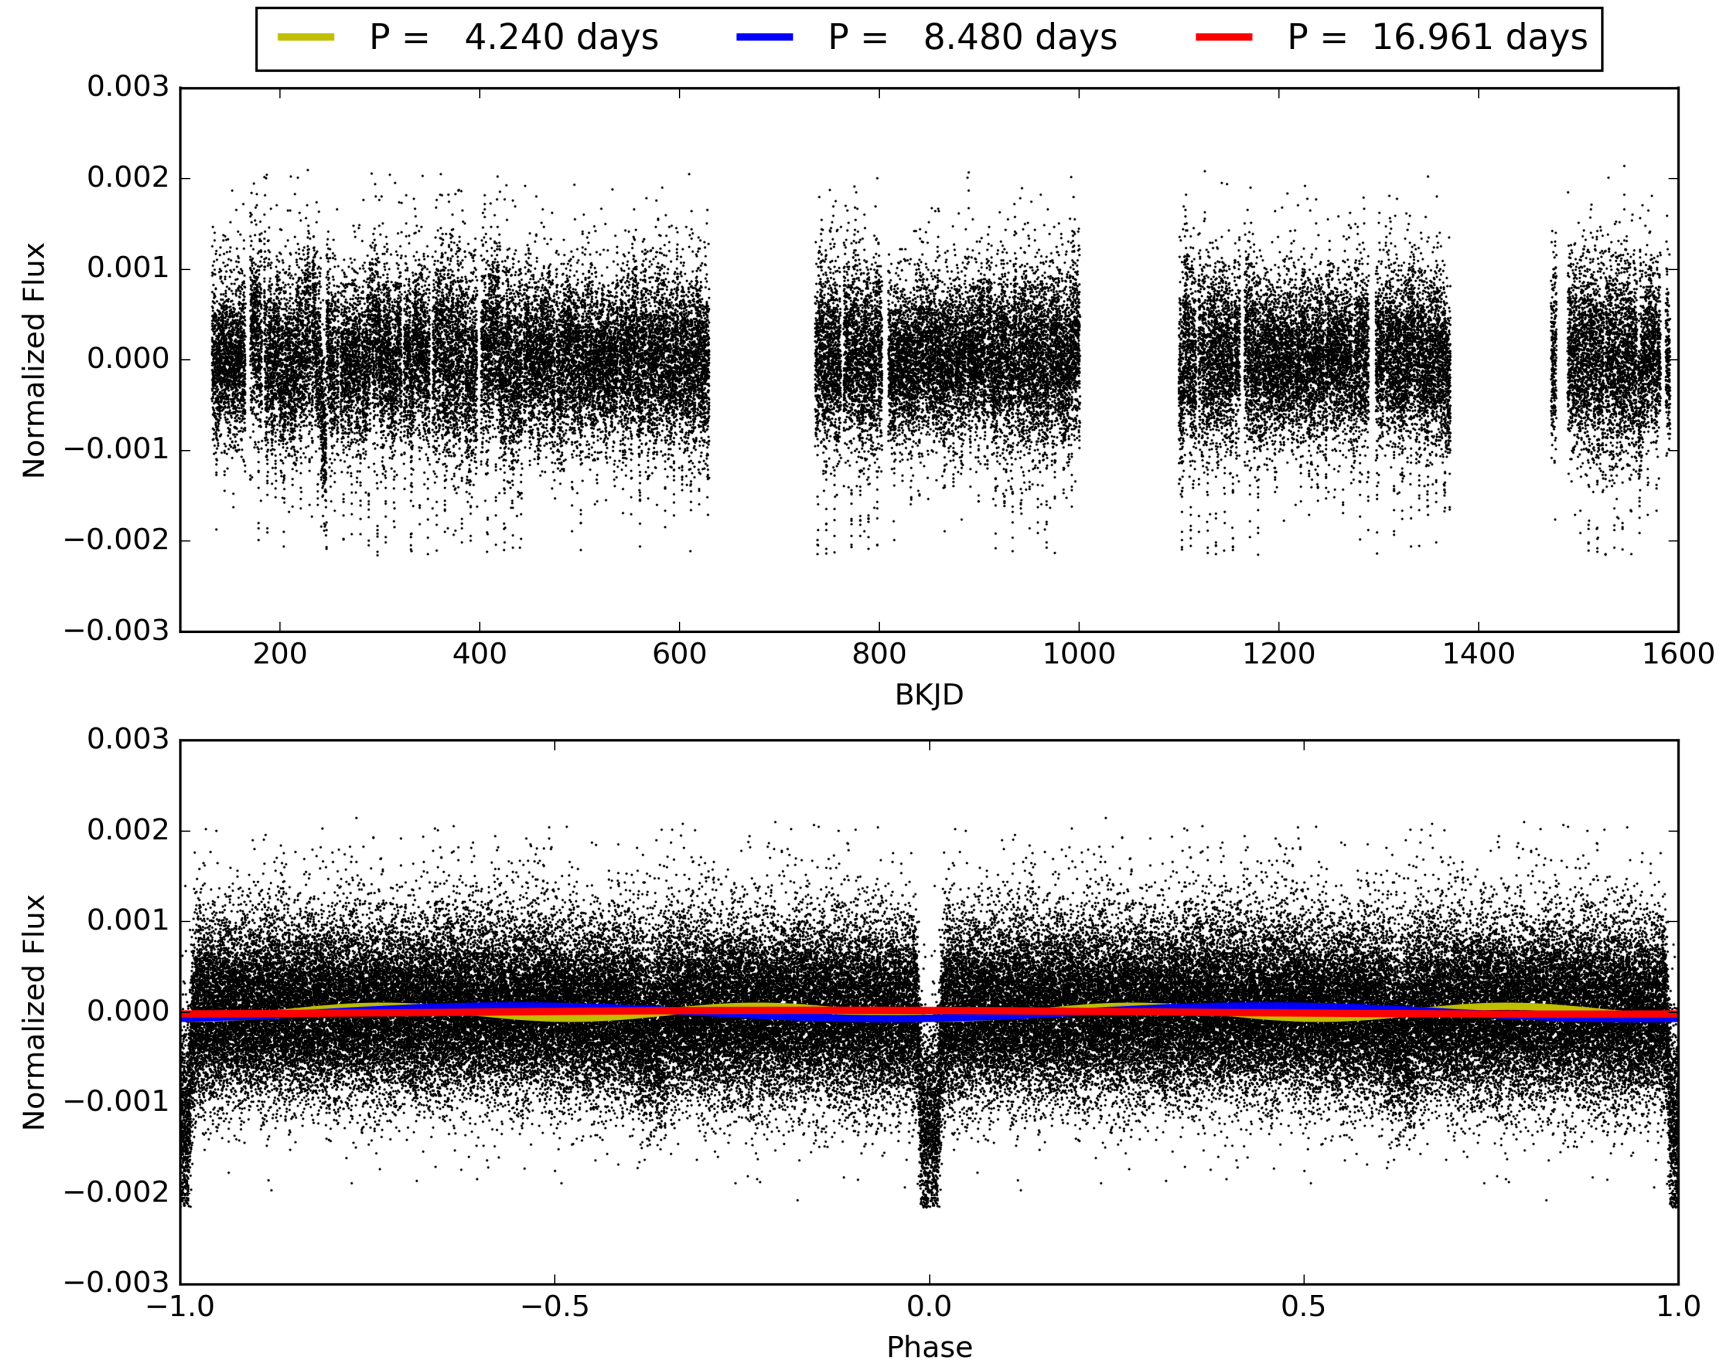 P = 4.240 days P = 8.480 days P = 16.961 days
0.003
0.002
0.001
0.000
−0.001
−0.002
−0.003
Normalized Flux
200 400 600 800 1000 1200 1400 1600
BKJD
0.003
0.002
0.001
0.000
−0.001
−0.002
−0.003
Normalized Flux
−1.0 −0.5 0.0 0.5 1.0
Phase